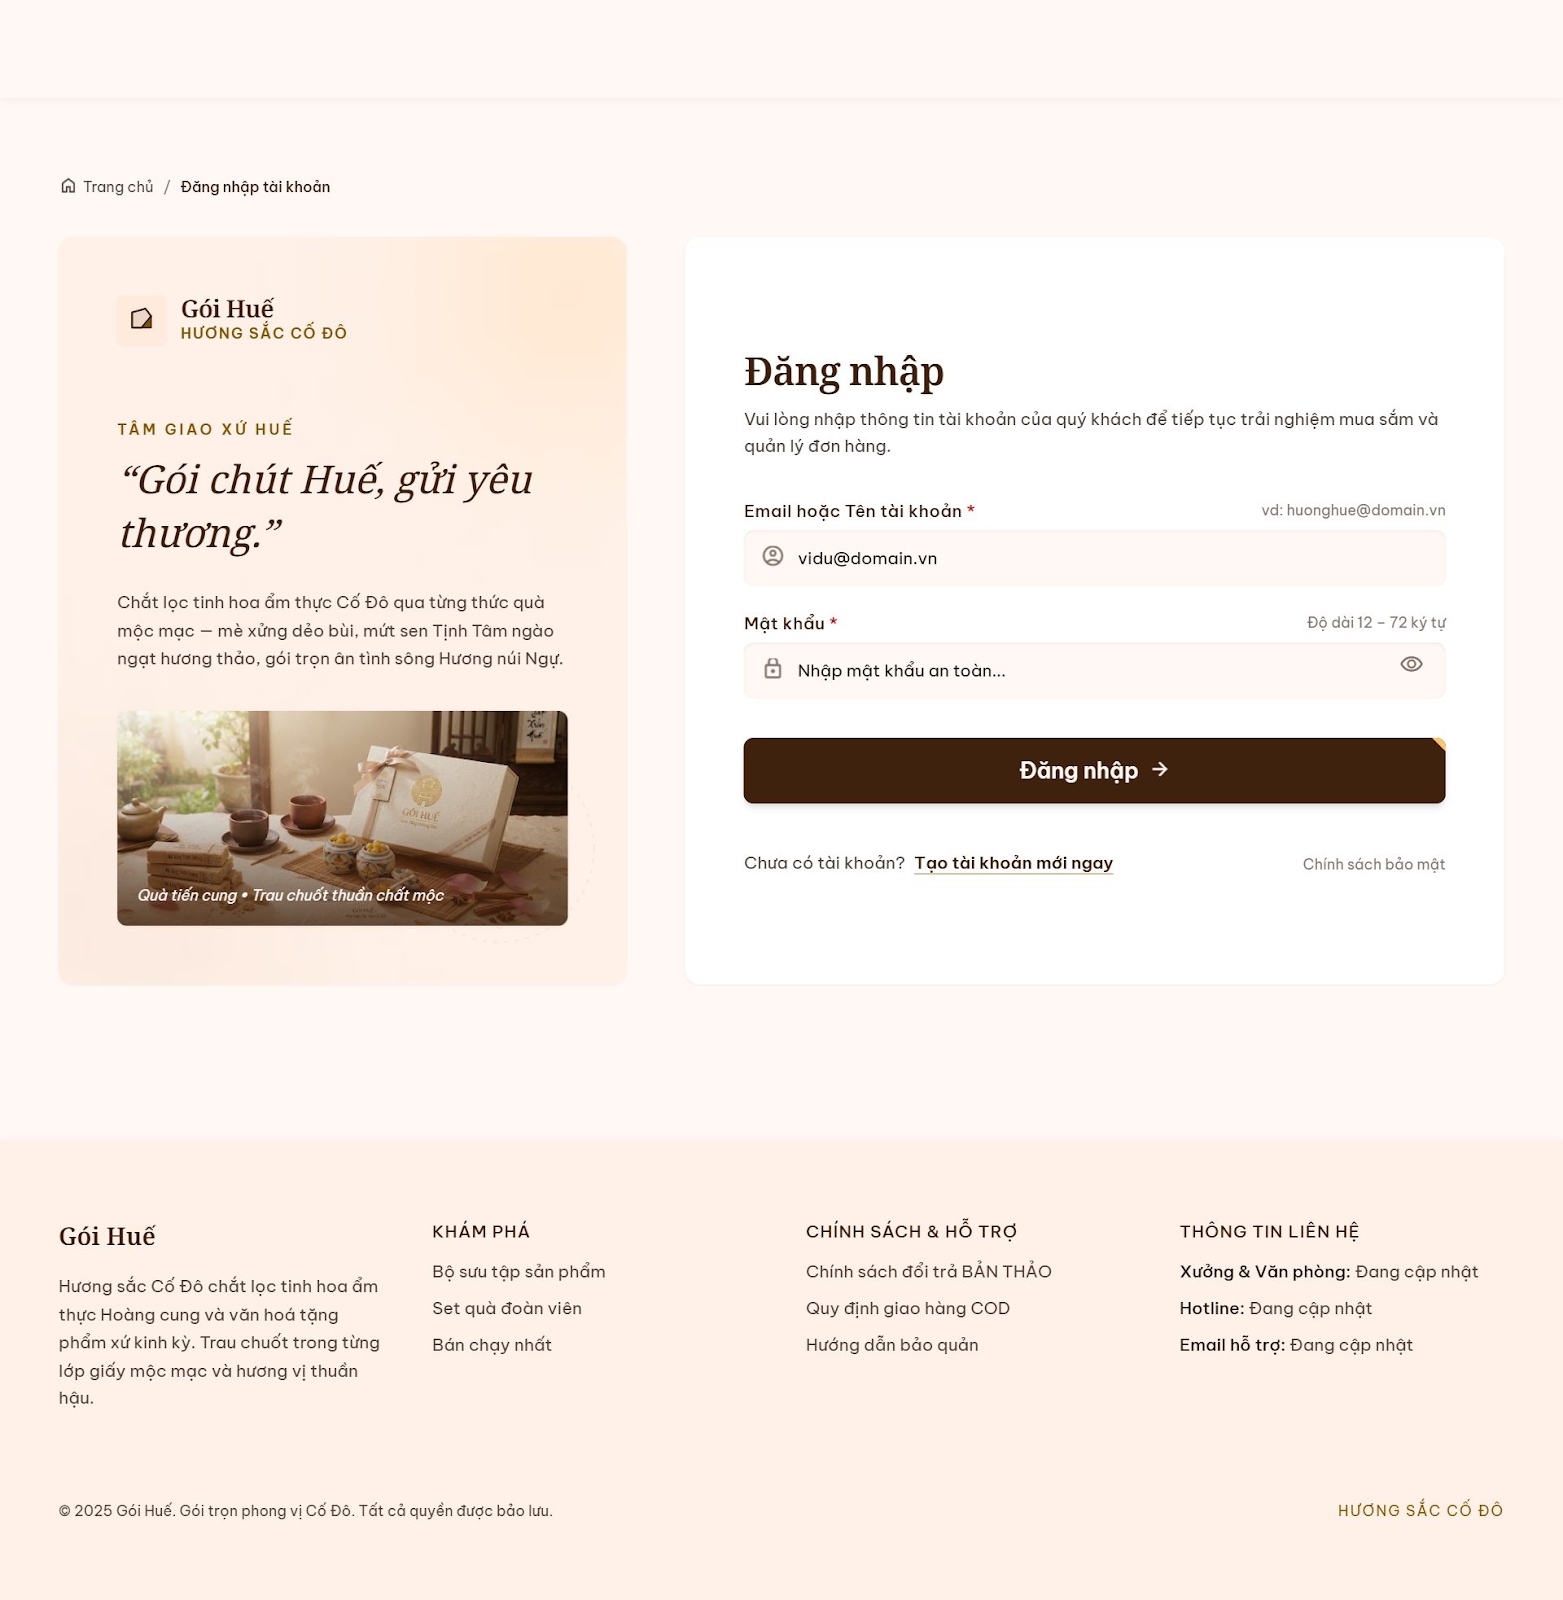 Trang chủ / Đăng nhập tài khoản
Gói Huế
HƯƠNG SẮC CỐ ĐÔ
TÂM GIAO XỨ HUẾ
“Gói chút Huế, gửi yêu
thương.”
Chắt lọc tinh hoa ẩm thực Cố Đô qua từng thức quà
mộc mạc — mè xửng dẻo bùi, mứt sen Tịnh Tâm ngào
ngạt hương thảo, gói trọn ân tình sông Hương núi Ngự.
GÓI HUẾ
Quà tiến cung • Trau chuốt thuần chất mộc
Đăng nhập
Vui lòng nhập thông tin tài khoản của quý khách để tiếp tục trải nghiệm mua sắm và
quản lý đơn hàng.
Email hoặc Tên tài khoản * vd: huonghue@domain.vn
vidu@domain.vn
Mật khẩu * Độ dài 12 – 72 ký tự
Nhập mật khẩu an toàn...
Đăng nhập →
Chưa có tài khoản? Tạo tài khoản mới ngay Chính sách bảo mật
Gói Huế
Hương sắc Cố Đô chắt lọc tinh hoa ẩm
thực Hoàng cung và văn hoá tặng
phẩm xứ kinh kỳ. Trau chuốt trong từng
lớp giấy mộc mạc và hương vị thuần
hậu.
KHÁM PHÁ
Bộ sưu tập sản phẩm
Set quà đoàn viên
Bán chạy nhất
CHÍNH SÁCH & HỖ TRỢ
Chính sách đổi trả BẢN THẢO
Quy định giao hàng COD
Hướng dẫn bảo quản
THÔNG TIN LIÊN HỆ
Xưởng & Văn phòng: Đang cập nhật
Hotline: Đang cập nhật
Email hỗ trợ: Đang cập nhật
© 2025 Gói Huế. Gói trọn phong vị Cố Đô. Tất cả quyền được bảo lưu.
HƯƠNG SẮC CỐ ĐÔ